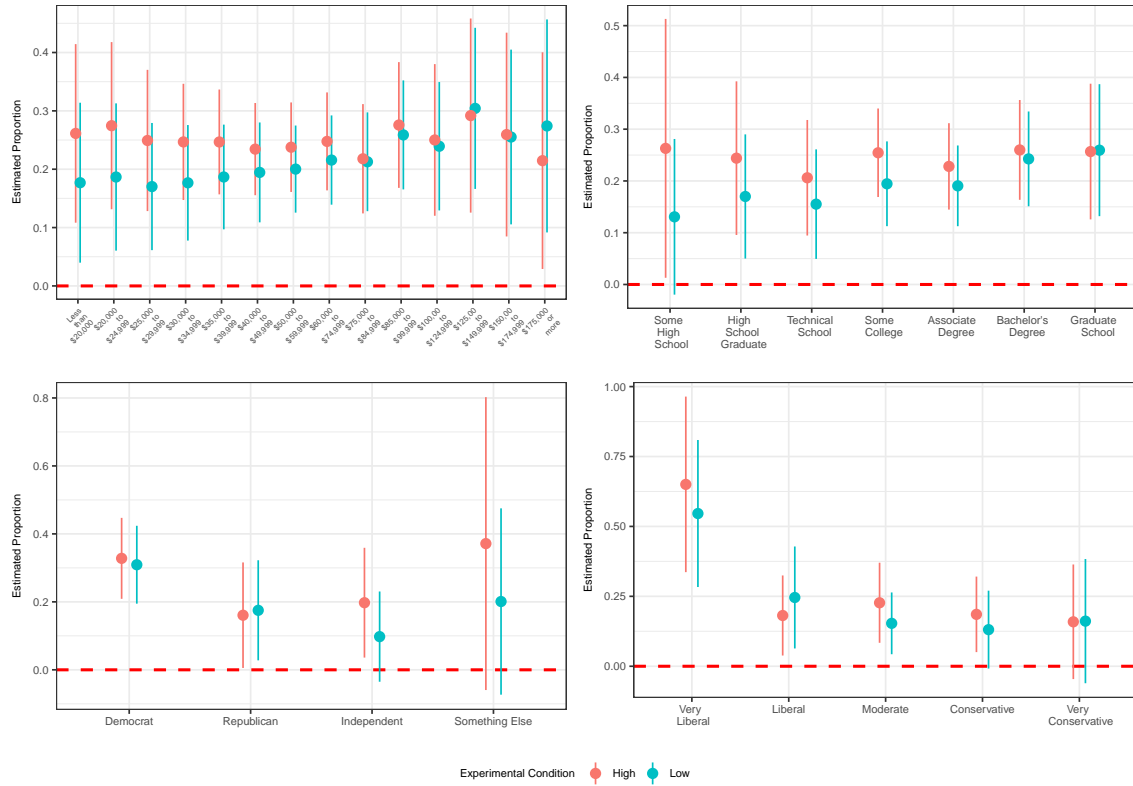 Estimated Proportion
0.4
0.3
0.2
0.1
0.0
Less
than
$20,000
$20,000
to
$24,999
$25,000
to
$29,999
$30,000
to
$34,999
$35,000
to
$39,999
$40,000
to
$49,999
$50,000
to
$59,999
$60,000
to
$74,999
$75,000
to
$84,999
$85,000
to
$99,999
$100,00
to
$124,999
$125,00
to
$149,999
$150,00
to
$174,999
$175,000
or
more
Estimated Proportion
0.5
0.4
0.3
0.2
0.1
0.0
Some
High
School
High
School
Graduate
Technical
School
Some
College
Associate
Degree
Bachelor's
Degree
Graduate
School
Estimated Proportion
0.8
0.6
0.4
0.2
0.0
Democrat
Republican
Independent
Something Else
Estimated Proportion
1.00
0.75
0.50
0.25
0.00
Very
Liberal
Liberal
Moderate
Conservative
Very
Conservative
Experimental Condition High Low